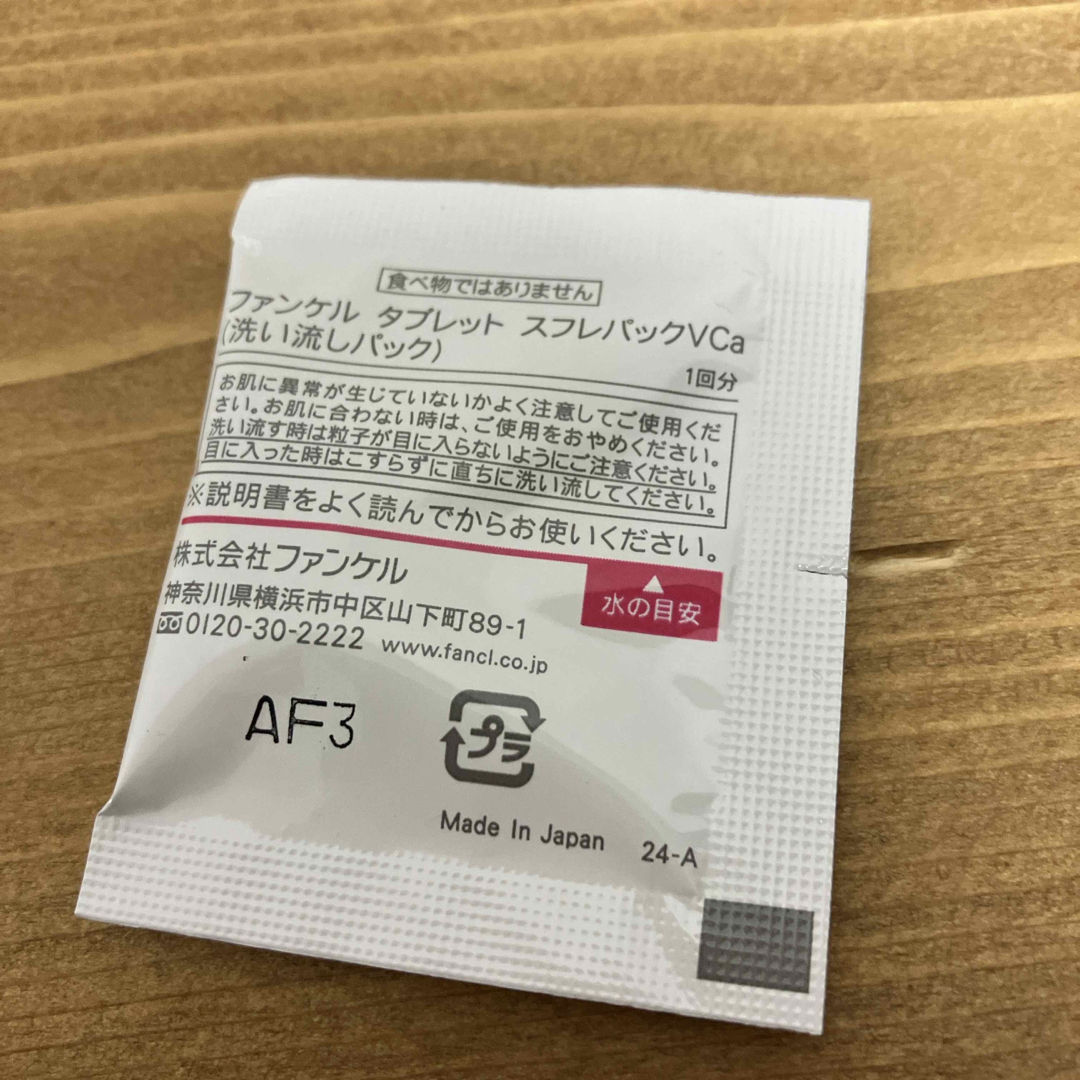 食べ物ではありません
ファンケル タブレット スフレパックVCa
(洗い流しパック)
1回分
お肌に異常が生じていないかよく注意してご使用くだ
さい。お肌に合わない時は、ご使用をおやめください。
洗い流す時は粒子が目に入らないようにご注意ください。
目に入った時はこすらずに直ちに洗い流してください。
※説明書をよく読んでからお使いください。
株式会社ファンケル
神奈川県横浜市中区山下町89-1
0120-30-2222 www.fancl.co.jp
▲
水の目安
AF3
プラ
Made In Japan 24-A